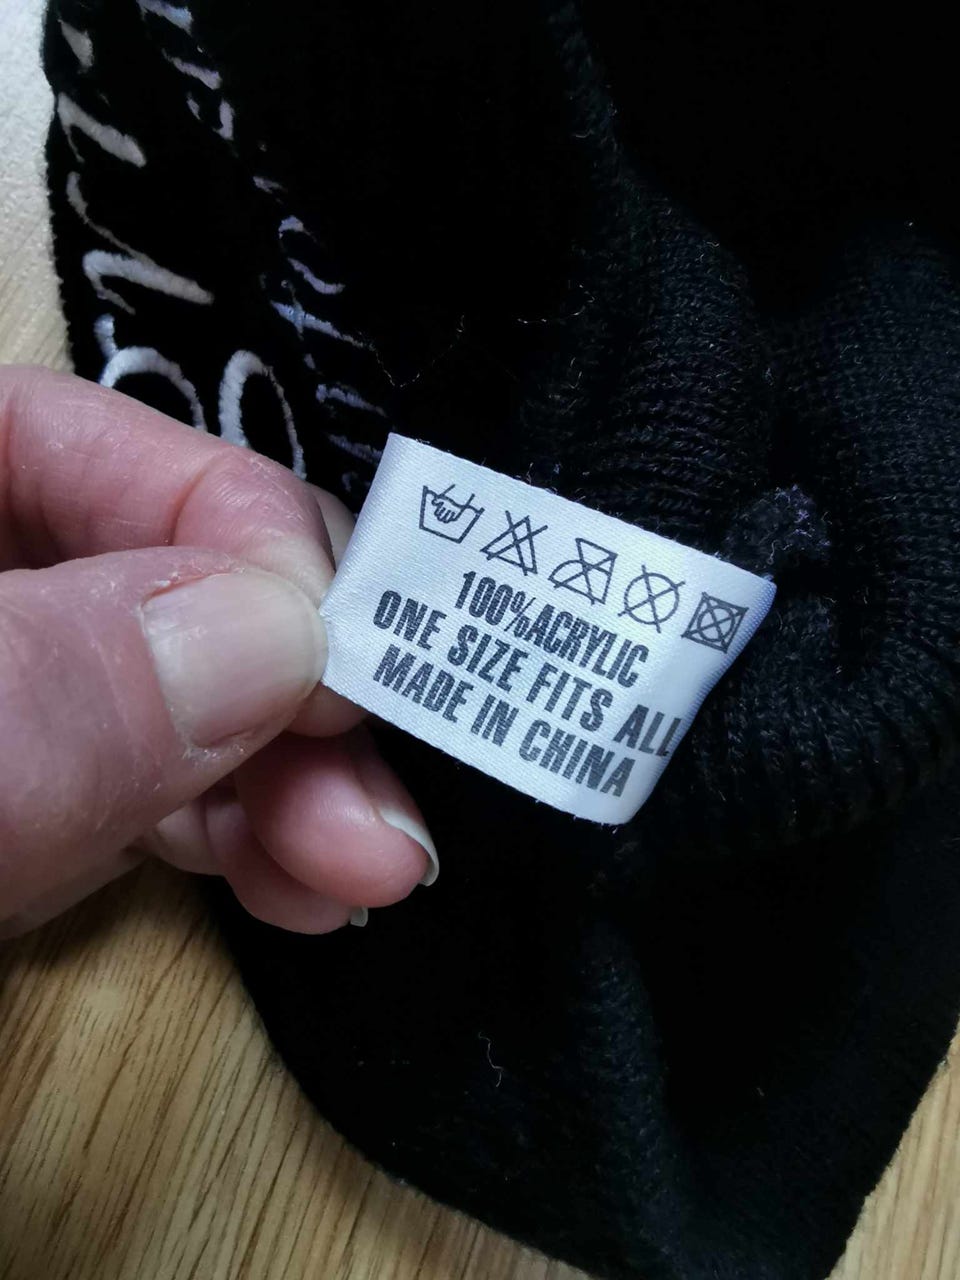 100%ACRYLIC
ONE SIZE FITS ALL
MADE IN CHINA